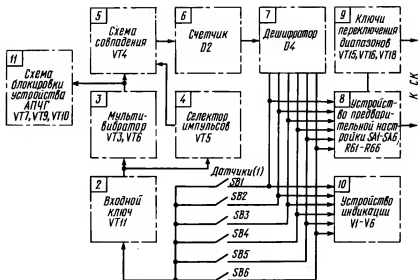 5
Схема
совпадения
VT4
6
Счетчик
D2
7
Дешифратор
D4
9
Ключи
переключения
диапазонов
VT15, VT16, VT18
К СК
11
Схема
блокировки
устройства
АПЧГ
VT7, VT9, VT10
3
Мульти-
вибратор
VT3, VT6
4
Селектор
импульсов
VT5
8
Устройст-
во предвари-
тельной наст-
ройки SA1-SA6,
R61-R66
Датчики(1)
2
Входной
ключ
VT11
SB1
SB2
SB3
SB4
SB5
SB6
10
Устройство
индикации
V1-V6